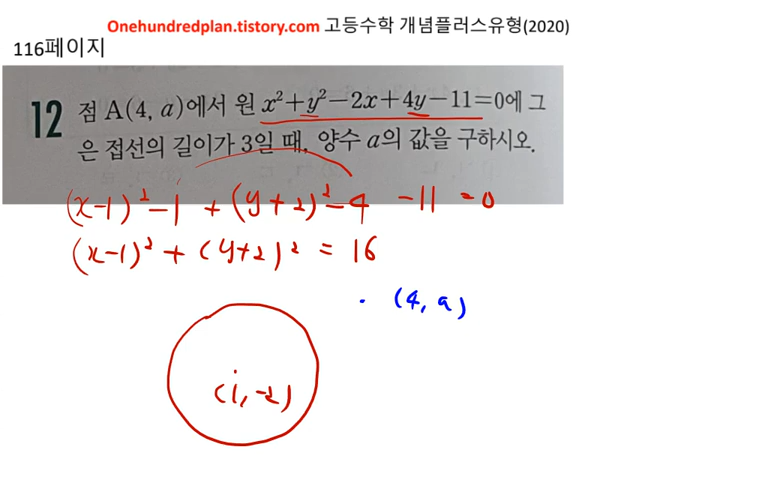 Onehundredplan.tistory.com 고등수학 개념플러스유형(2020)
116페이지
12 점 A(4, a)에서 원 x²+y²−2x+4y−11=0에 그
은 접선의 길이가 3일 때, 양수 a의 값을 구하시오.
(x−1)²−1 + (y+2)²−4 −11 =0
(x−1)² + (y+2)² = 16
(4, a)
(1, −2)